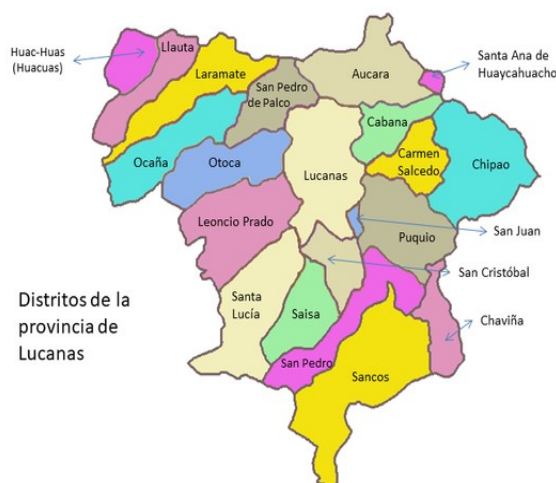 Huac-Huas
(Huacuas)
Llauta
Laramate
San Pedro
de Palco
Aucara
Santa Ana de
Huaycahuacho
Cabana
Carmen
Salcedo
Chipao
Ocaña
Otoca
Lucanas
Leoncio Prado
Puquio
San Juan
San Cristóbal
Santa
Lucía
Saisa
Chaviña
San Pedro
Sancos
Distritos de la
provincia de
Lucanas